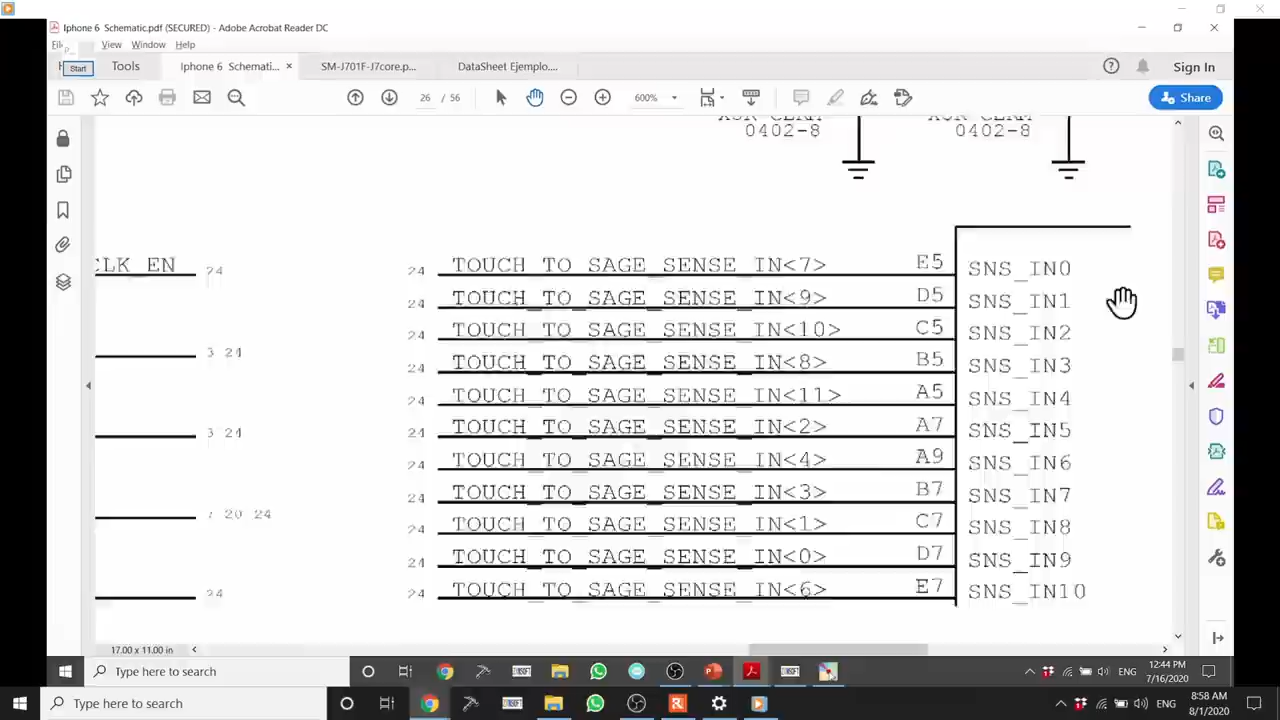 Iphone 6 Schematic.pdf (SECURED) - Adobe Acrobat Reader DC
View Window Help
Start
Tools Iphone 6 Schemati... × SM-J701F-J7core.p... DataSheet Ejemplo.... Sign In
26 / 56 600% Share
0402-8 0402-8
CLK_EN 24
24 TOUCH_TO_SAGE_SENSE_IN<7> E5 SNS_IN0
24 TOUCH_TO_SAGE_SENSE_IN<9> D5 SNS_IN1
24 TOUCH_TO_SAGE_SENSE_IN<10> C5 SNS_IN2
3 24
24 TOUCH_TO_SAGE_SENSE_IN<8> B5 SNS_IN3
24 TOUCH_TO_SAGE_SENSE_IN<11> A5 SNS_IN4
3 24
24 TOUCH_TO_SAGE_SENSE_IN<2> A7 SNS_IN5
24 TOUCH_TO_SAGE_SENSE_IN<4> A9 SNS_IN6
24 TOUCH_TO_SAGE_SENSE_IN<3> B7 SNS_IN7
7 20 24
24 TOUCH_TO_SAGE_SENSE_IN<1> C7 SNS_IN8
24 TOUCH_TO_SAGE_SENSE_IN<0> D7 SNS_IN9
24
24 TOUCH_TO_SAGE_SENSE_IN<6> E7 SNS_IN10
17.00 x 11.00 in
Type here to search ENG 12:44 PM
7/16/2020
Type here to search ENG 8:58 AM
8/1/2020